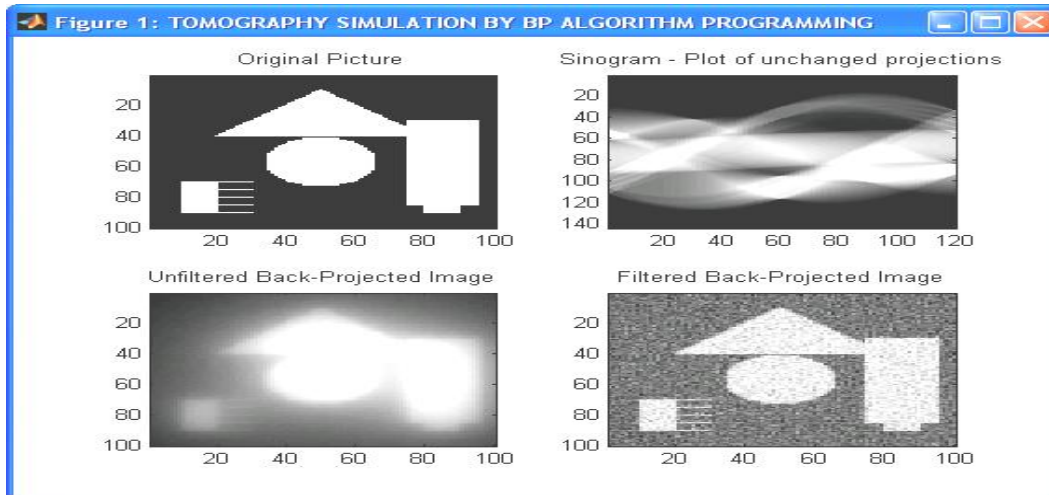 Figure 1: TOMOGRAPHY SIMULATION BY BP ALGORITHM PROGRAMMING
Original Picture
20
40
60
80
100
20 40 60 80 100
Sinogram - Plot of unchanged projections
20
40
60
80
100
120
140
20 40 60 80 100 120
Unfiltered Back-Projected Image
20
40
60
80
100
20 40 60 80 100
Filtered Back-Projected Image
20
40
60
80
100
20 40 60 80 100